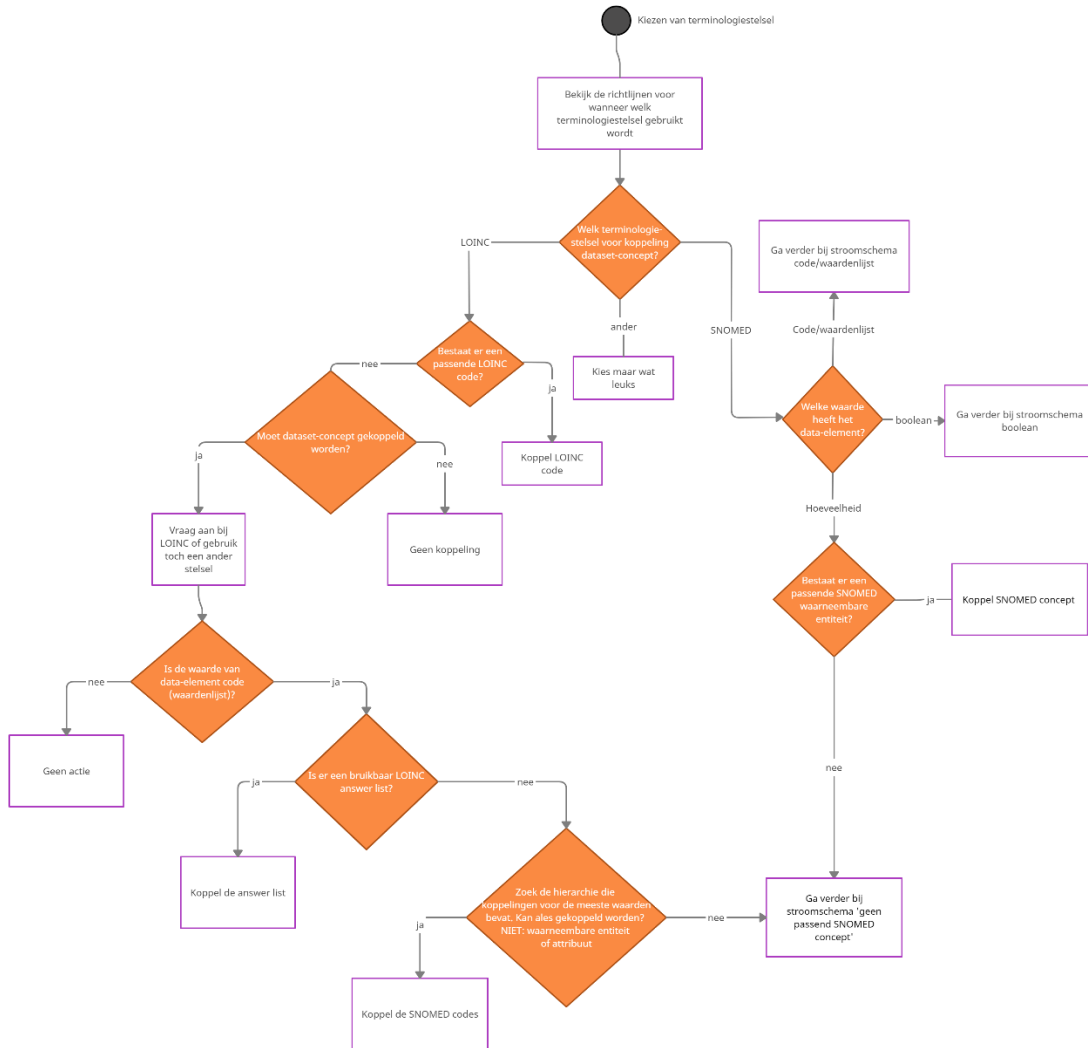 Kiezen van terminologiestelsel
Bekijk de richtlijnen voor
wanneer welk
terminologiestelsel gebruikt
wordt
Welk terminologie-
stelsel voor koppeling
dataset-concept?
LOINC
ander
SNOMED
Ga verder bij stroomschema
code/waardenlijst
Code/waardenlijst
Bestaat er een
passende LOINC
code?
nee
ja
Kies maar wat
leuks
Welke waarde
heeft het
data-element?
boolean
Ga verder bij stroomschema
boolean
Moet dataset-concept gekoppeld
worden?
ja
nee
Koppel LOINC
code
Hoeveelheid
Vraag aan bij
LOINC of gebruik
toch een ander
stelsel
Geen koppeling
Bestaat er een
passende SNOMED
waarneembare
entiteit?
ja
Koppel SNOMED concept
Is de waarde van
data-element code
(waardenlijst)?
nee
ja
Geen actie
Is er een bruikbaar LOINC
answer list?
ja
nee
nee
Koppel de answer list
Zoek de hierarchie die
koppelingen voor de meeste waarden
bevat. Kan ales gekoppeld worden?
NIET: waarneembare entiteit
of attribuut
ja
nee
Ga verder bij
stroomschema 'geen
passend SNOMED
concept'
Koppel de SNOMED codes